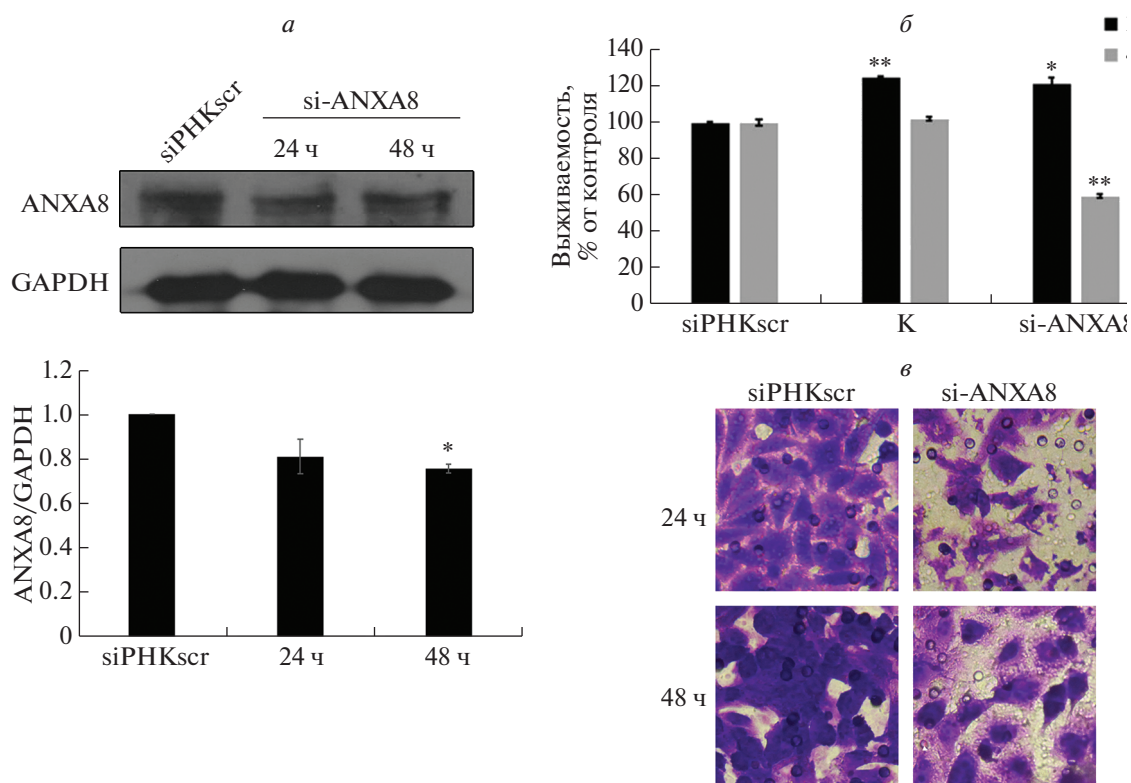 а
siРНКscr
si-ANXA8
24 ч 48 ч
ANXA8
GAPDH
ANXA8/GAPDH
1.2
1.0
0.8
0.6
0.4
0.2
0
*
siРНКscr 24 ч 48 ч
б
Выживаемость,
% от контроля
140
120
100
80
60
40
20
0
** * **
siРНКscr К si-ANXA8
в
siРНКscr si-ANXA8
24 ч
48 ч